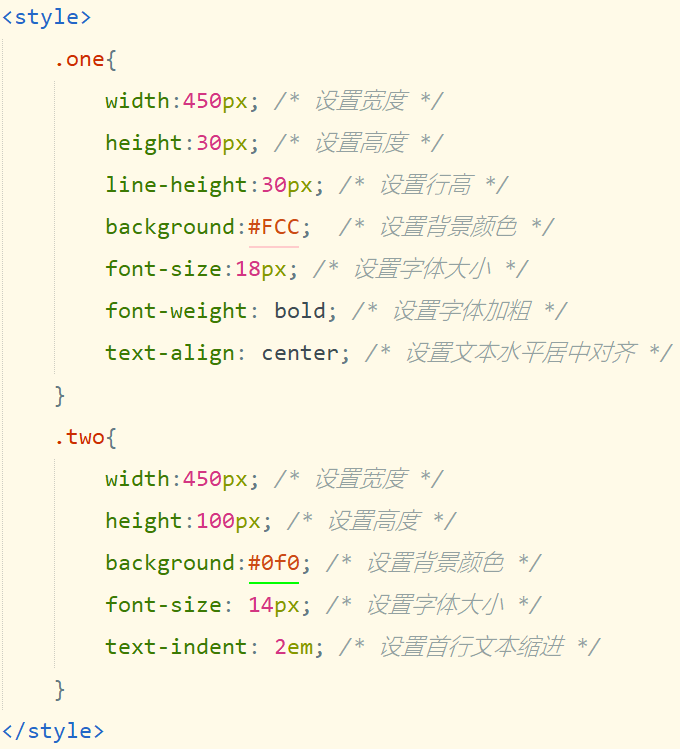 <style>
.one{
width:450px; /* 设置宽度 */
height:30px; /* 设置高度 */
line-height:30px; /* 设置行高 */
background:#FCC;  /* 设置背景颜色 */
font-size:18px; /* 设置字体大小 */
font-weight: bold; /* 设置字体加粗 */
text-align: center; /* 设置文本水平居中对齐 */
}
.two{
width:450px; /* 设置宽度 */
height:100px; /* 设置高度 */
background:#0f0; /* 设置背景颜色 */
font-size: 14px; /* 设置字体大小 */
text-indent: 2em; /* 设置首行文本缩进 */
}
</style>